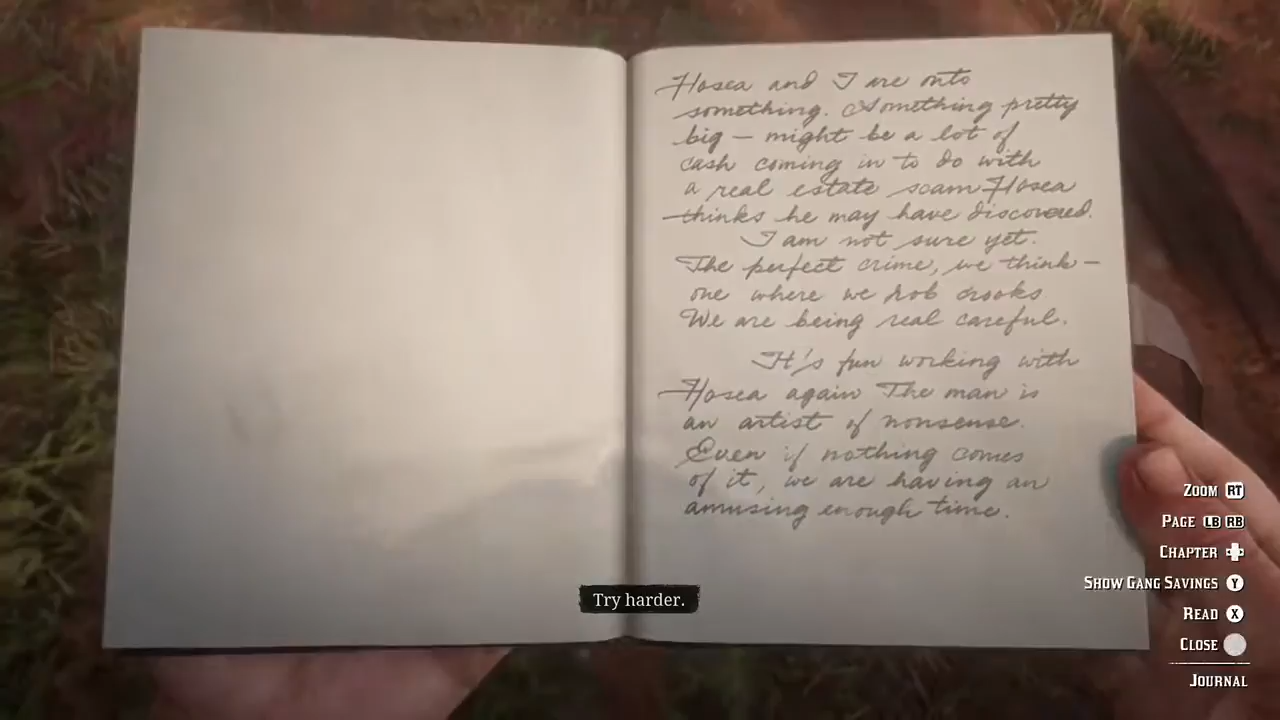 Hosea and I are onto
something. Something pretty
big — might be a lot of
cash coming in to do with
a real estate scam Hosea
thinks he may have discovered.
I am not sure yet.
The perfect crime, we think —
one where we rob crooks
We are being real careful.
It's fun working with
Hosea again The man is
an artist of nonsense.
Even if nothing comes
of it, we are having an
amusing enough time.
Try harder.
ZOOM RT
PAGE LB RB
CHAPTER
SHOW GANG SAVINGS Y
READ X
CLOSE
JOURNAL